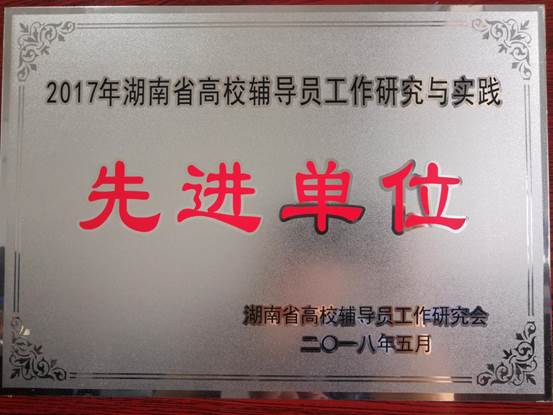 2017年湖南省高校辅导员工作研究与实践
先进单位
湖南省高校辅导员工作研究会
二〇一八年五月